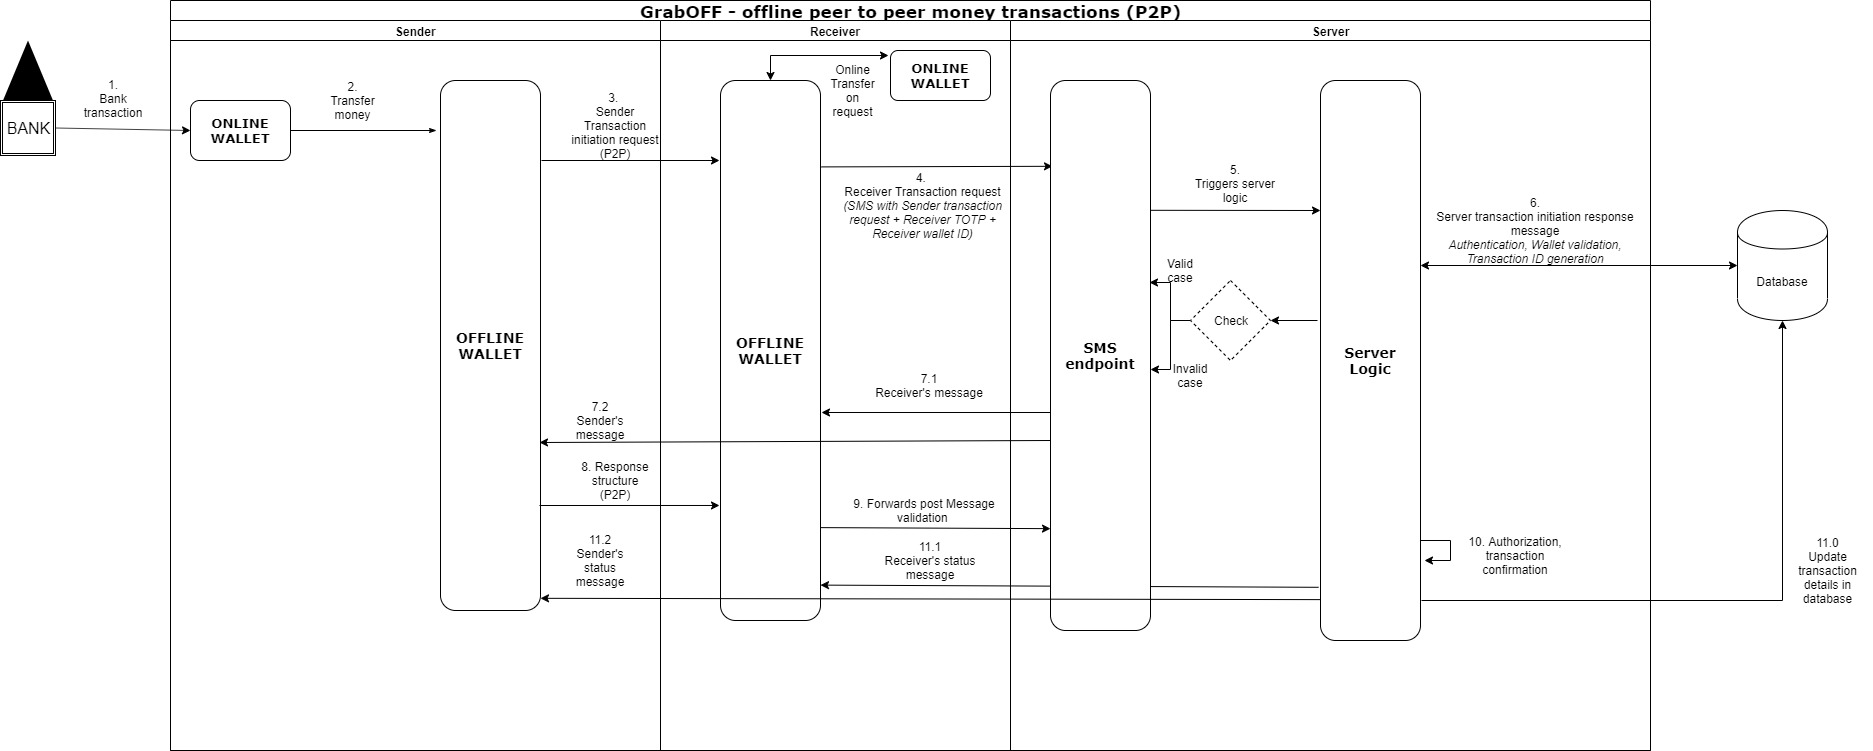 GrabOFF - offline peer to peer money transactions (P2P)
Sender
Receiver
Server
BANK
1.
Bank
transaction
ONLINE
WALLET
2.
Transfer
money
OFFLINE
WALLET
3.
Sender
Transaction
initiation request
(P2P)
Online
Transfer
on
request
ONLINE
WALLET
OFFLINE
WALLET
4.
Receiver Transaction request
(SMS with Sender transaction
request + Receiver TOTP +
Receiver wallet ID)
SMS
endpoint
5.
Triggers server
logic
Valid
case
Check
Invalid
case
Server
Logic
6.
Server transaction initiation response
message
Authentication, Wallet validation,
Transaction ID generation
Database
7.1
Receiver's message
7.2
Sender's
message
8. Response
structure
(P2P)
9. Forwards post Message
validation
10. Authorization,
transaction
confirmation
11.0
Update
transaction
details in
database
11.1
Receiver's status
message
11.2
Sender's
status
message